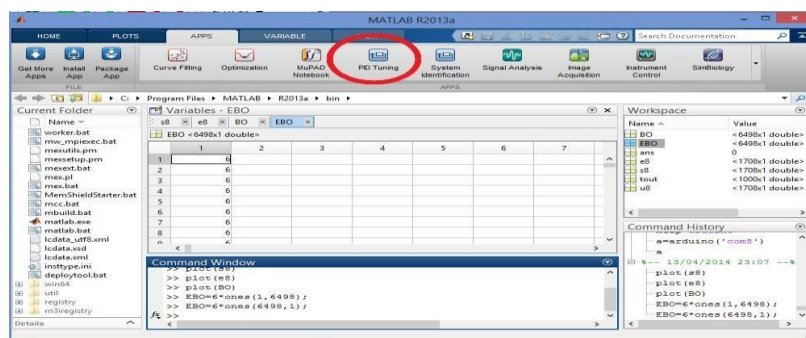 MATLAB R2013a
HOME PLOTS APPS VARIABLE Search Documentation
Get More Apps Install App Package App Curve Fitting Optimization MuPAD Notebook PID Tuning System Identification Signal Analysis Image Acquisition Instrument Control SimBiology
FILE APPS
C: ▸ Program Files ▸ MATLAB ▸ R2013a ▸ bin ▸
Current Folder
Name
worker.bat
mw_mpiexec.bat
mexutils.pm
mexsetup.pm
mexext.bat
mex.pl
mex.bat
MemShieldStarter.bat
mcc.bat
mbuild.bat
matlab.exe
matlab.bat
lcdata_utf8.xml
lcdata.xsd
lcdata.xml
insttype.ini
deploytool.bat
win64
util
registry
m3iregistry
Details
Variables - EBO
s8 e8 BO EBO
EBO <6498x1 double>
1 2 3 4 5 6 7
1 6
2 6
3 6
4 6
5 6
6 6
7 6
8 6
Command Window
>> plot(s8)
>> plot(e8)
>> plot(BO)
>> EBO=6*ones(1,6498);
>> EBO=6*ones(6498,1);
fx >>
Workspace
Name Value
BO <6498x1 double>
EBO <6498x1 double>
ans 0
e8 <1708x1 double>
s8 <1708x1 double>
tout <1000x1 double>
u8 <1708x1 double>
Command History
a=arduino('com8')
a
%-- 13/04/2014 23:07 --%
plot(s8)
plot(e8)
plot(BO)
EBO=6*ones(1,6498);
EBO=6*ones(6498,1);